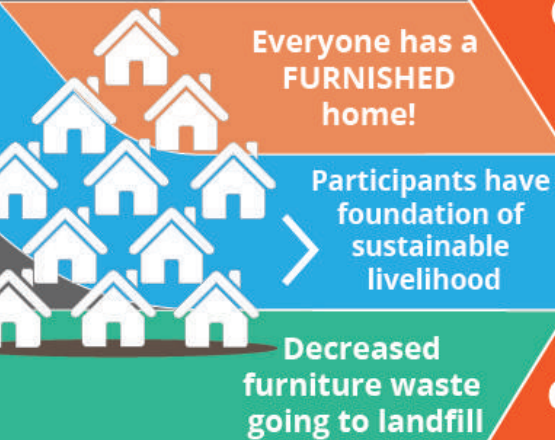 Everyone has a
FURNISHED
home!
Participants have
foundation of
sustainable
livelihood
Decreased
furniture waste
going to landfill